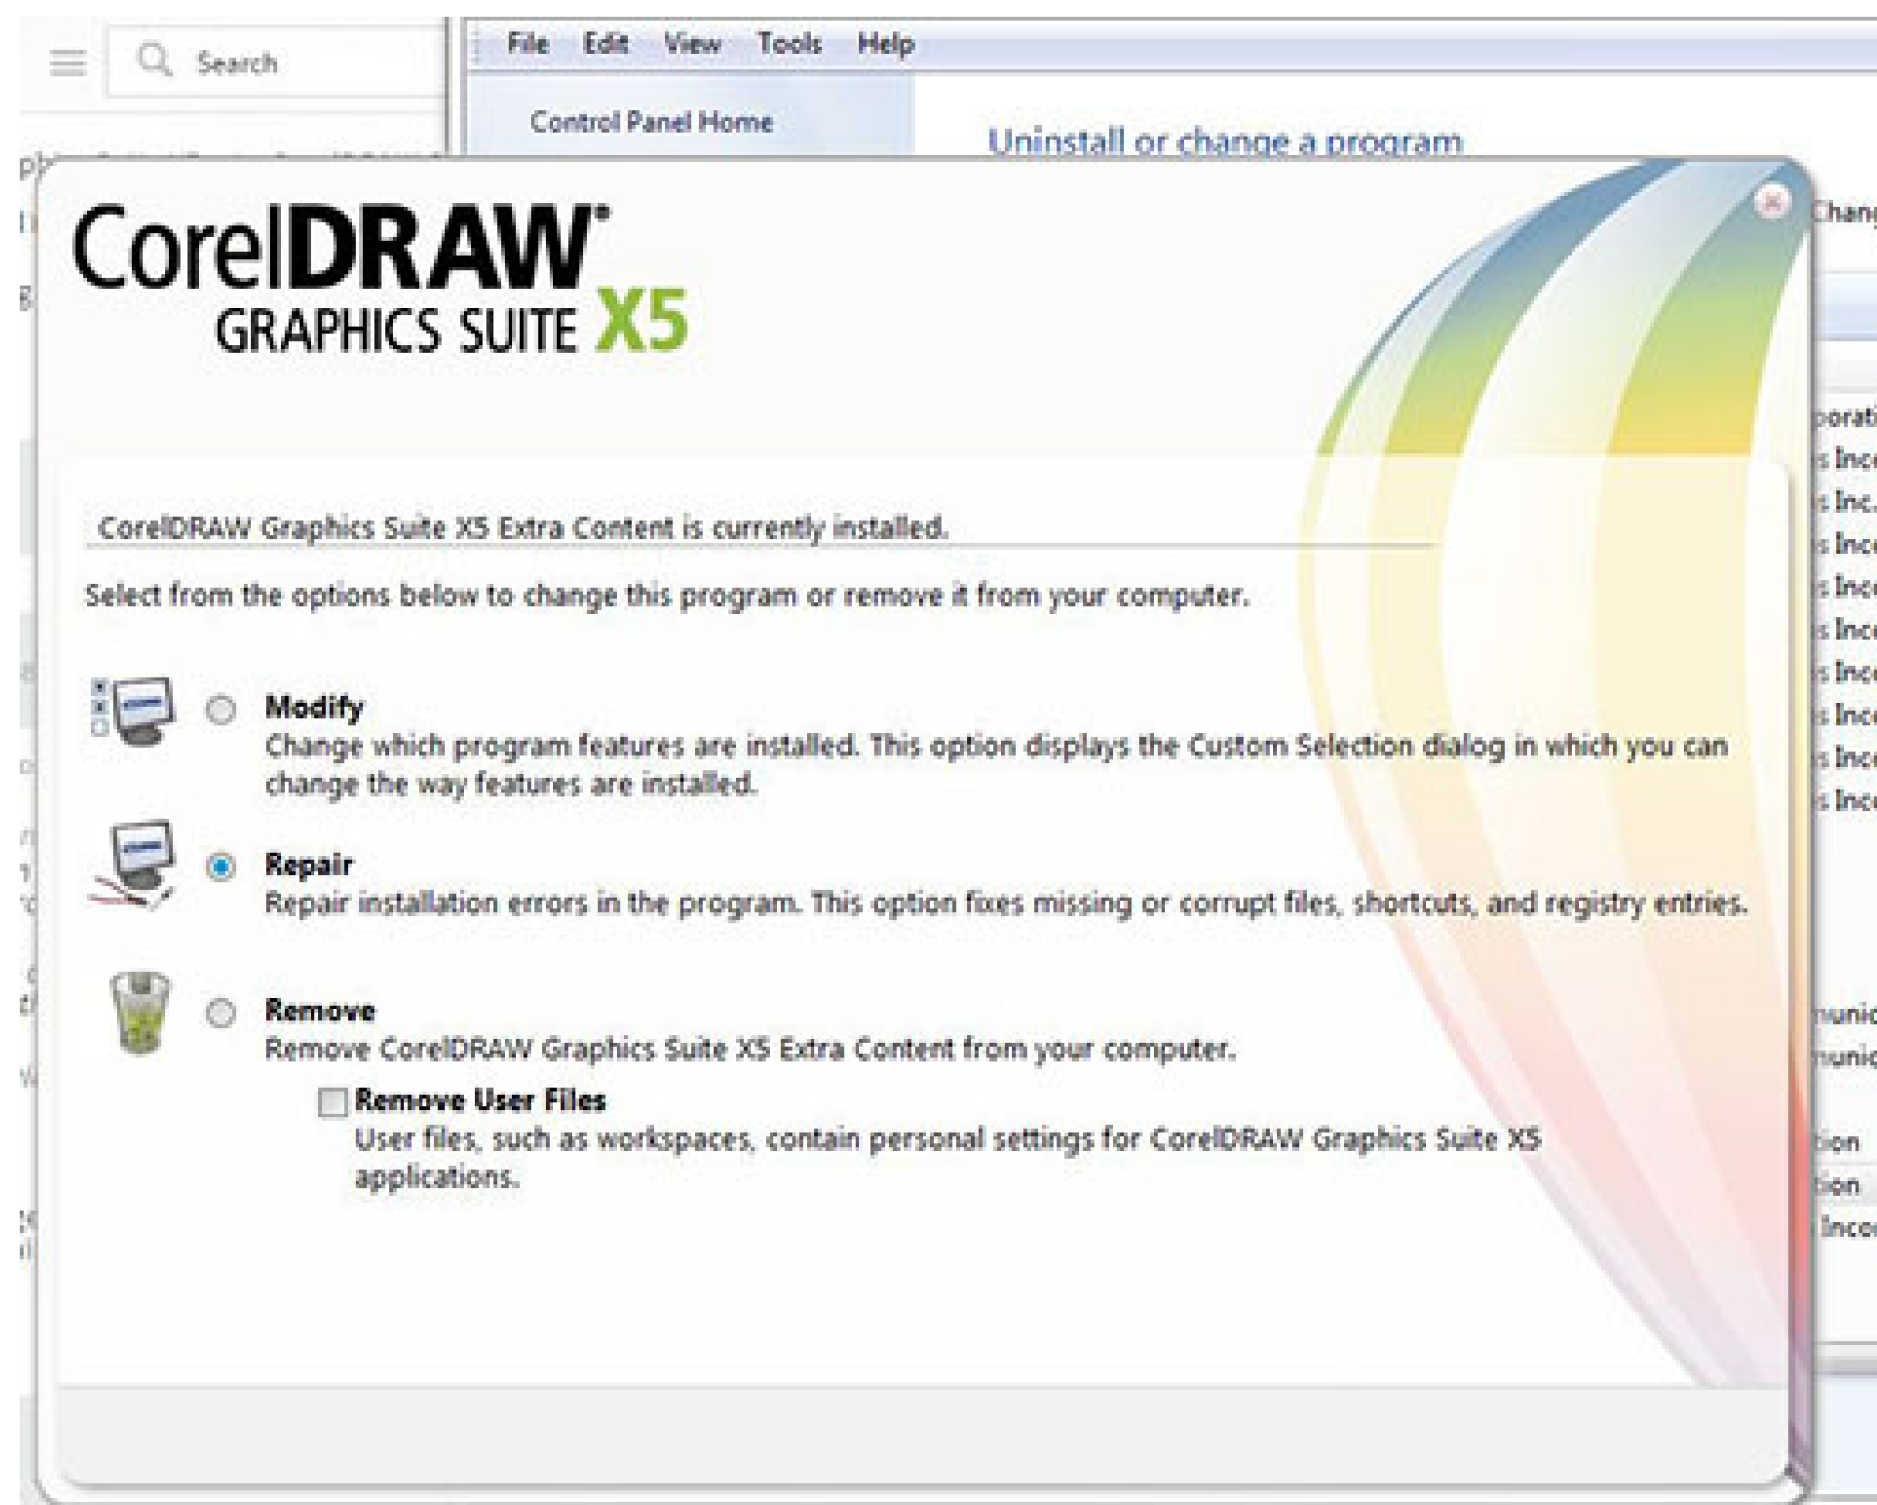 Search
File Edit View Tools Help
Control Panel Home
Uninstall or change a program
CorelDRAW®
GRAPHICS SUITE X5
CorelDRAW Graphics Suite X5 Extra Content is currently installed.
Select from the options below to change this program or remove it from your computer.
Modify
Change which program features are installed. This option displays the Custom Selection dialog in which you can
change the way features are installed.
Repair
Repair installation errors in the program. This option fixes missing or corrupt files, shortcuts, and registry entries.
Remove
Remove CorelDRAW Graphics Suite X5 Extra Content from your computer.
Remove User Files
User files, such as workspaces, contain personal settings for CorelDRAW Graphics Suite X5
applications.